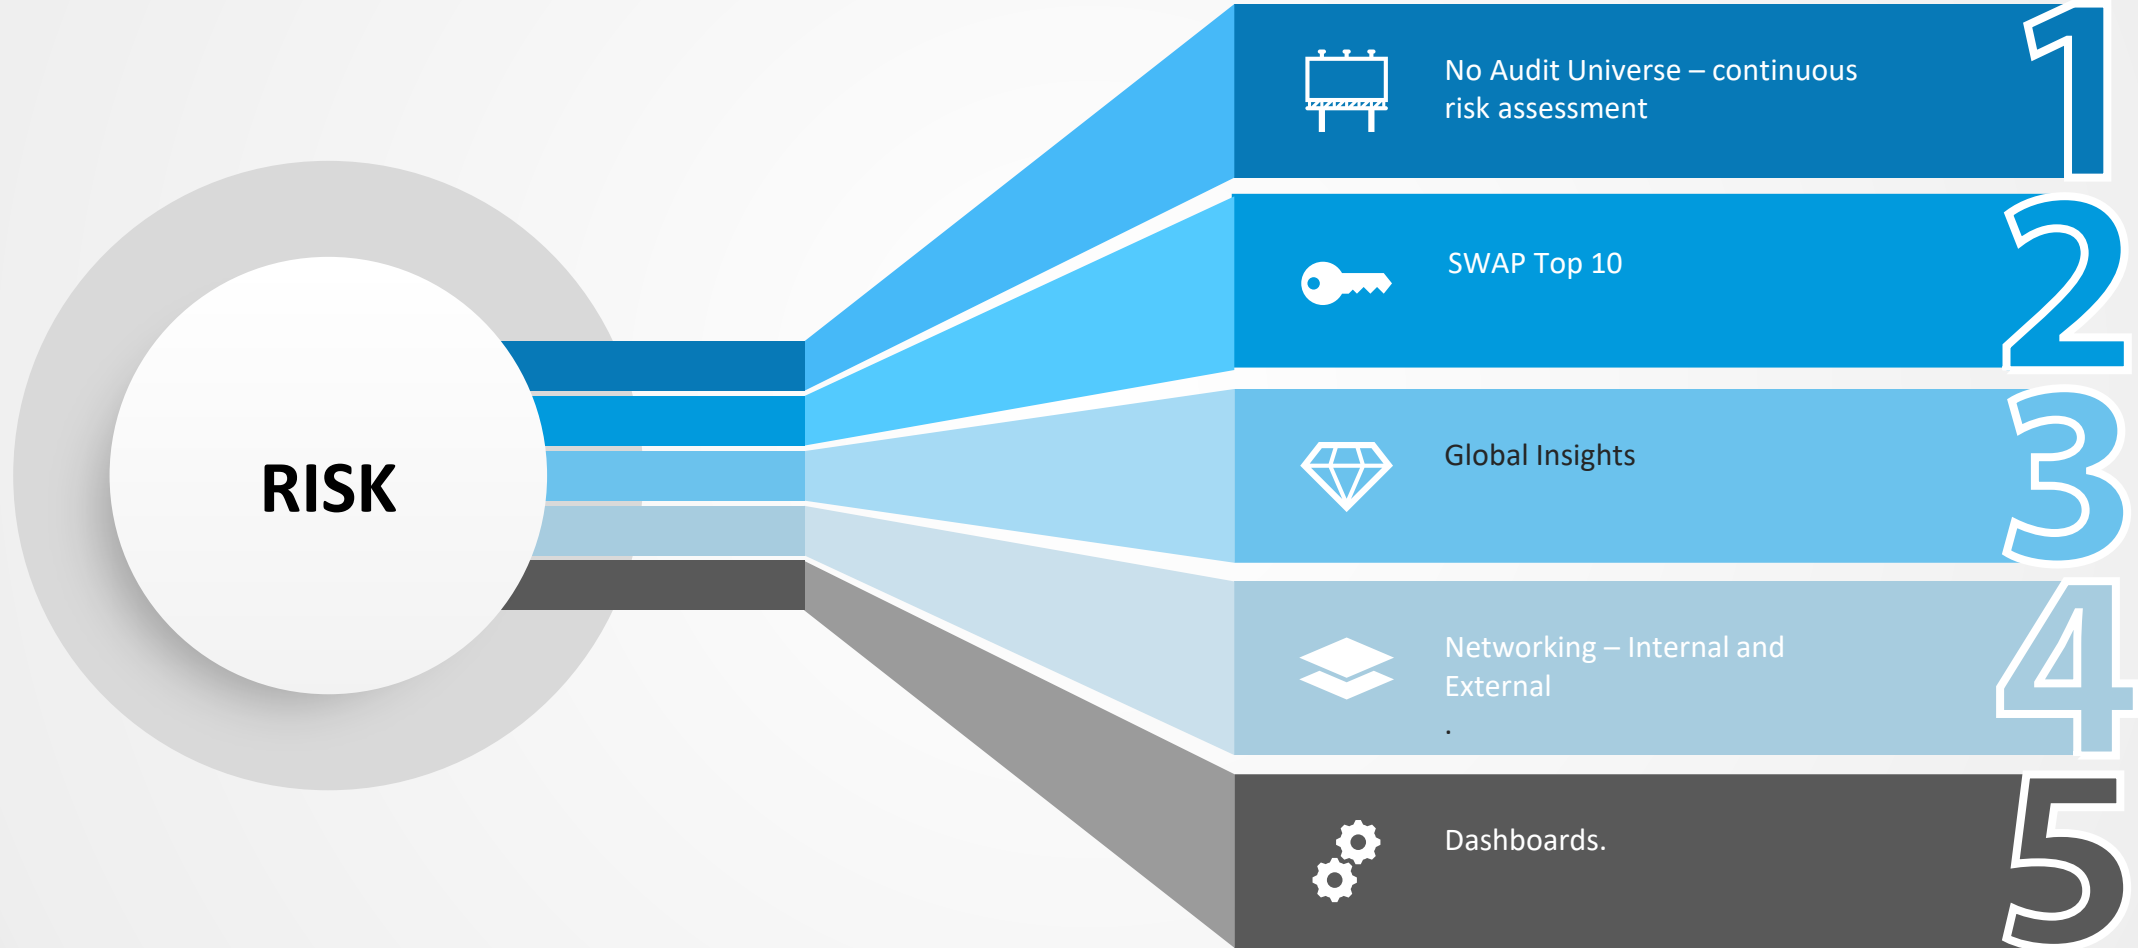 RISK
No Audit Universe – continuous
risk assessment
1
SWAP Top 10
2
Global Insights
3
Networking – Internal and
External
.
4
Dashboards.
5